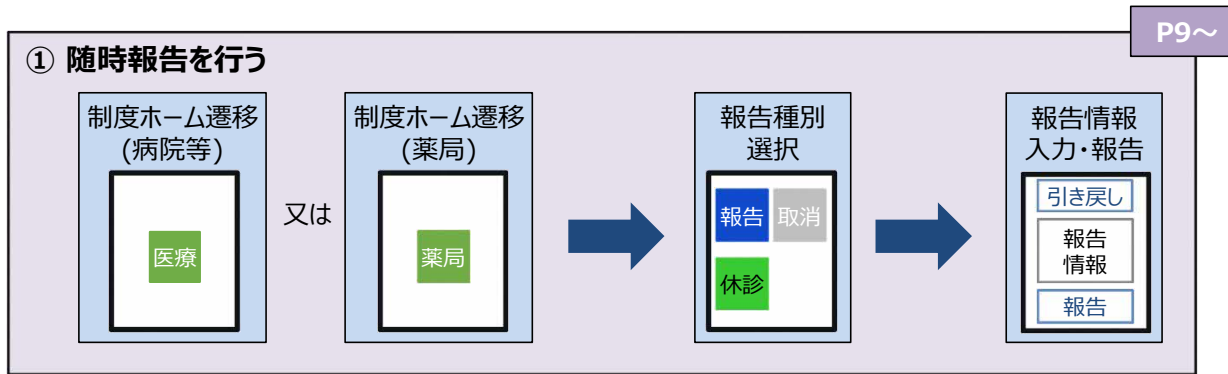 P9～
① 随時報告を行う
制度ホーム遷移
(病院等)
医療
又は
制度ホーム遷移
(薬局)
薬局
報告種別
選択
報告 取消
休診
報告情報
入力・報告
引き戻し
報告
情報
報告